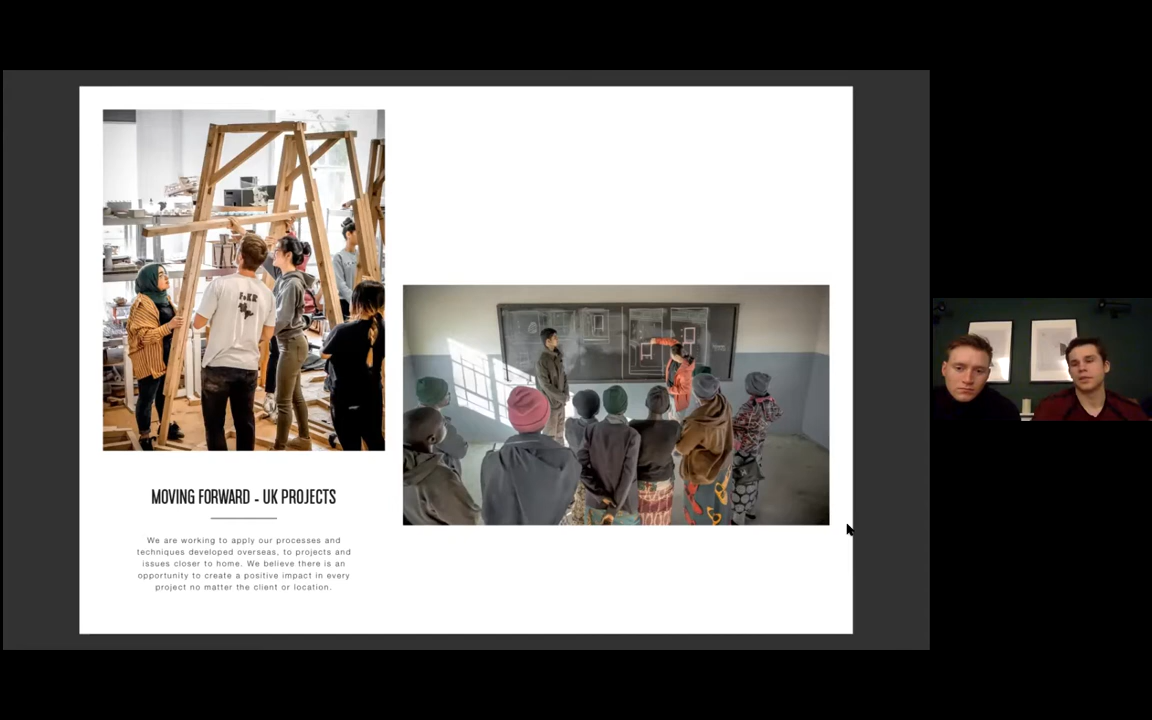 MOVING FORWARD - UK PROJECTS
We are working to apply our processes and
techniques developed overseas, to projects and
issues closer to home. We believe there is an
opportunity to create a positive impact in every
project no matter the client or location.